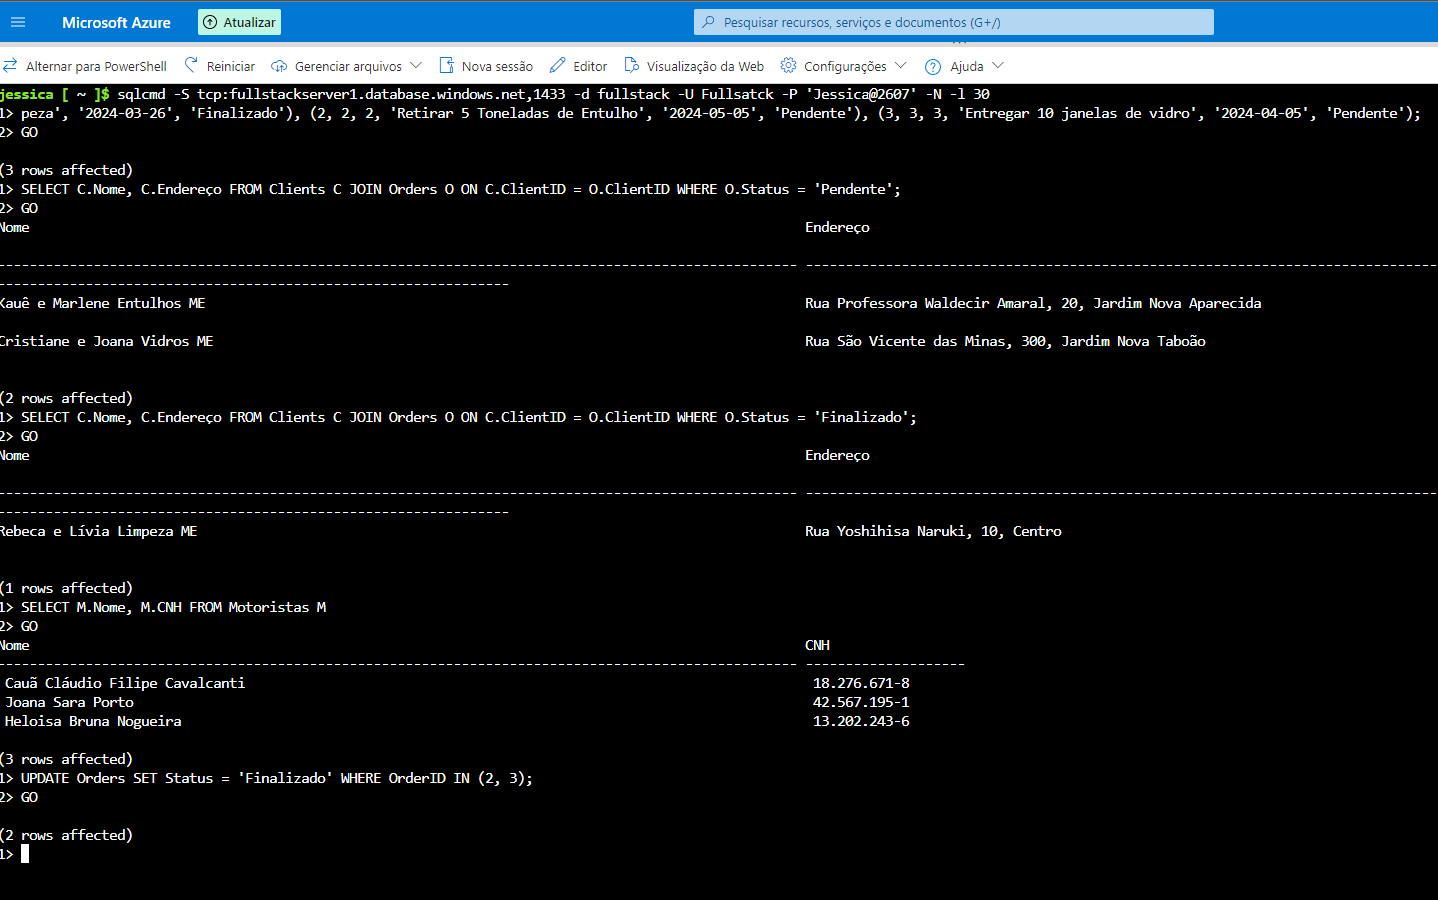 Microsoft Azure
Atualizar
Pesquisar recursos, serviços e documentos (G+/)
Alternar para PowerShell
Reiniciar
Gerenciar arquivos
Nova sessão
Editor
Visualização da Web
Configurações
Ajuda
jessica [ ~ ]$ sqlcmd -S tcp:fullstackserver1.database.windows.net,1433 -d fullstack -U Fullsatck -P 'Jessica@2607' -N -l 30
1> peza', '2024-03-26', 'Finalizado'), (2, 2, 2, 'Retirar 5 Toneladas de Entulho', '2024-05-05', 'Pendente'), (3, 3, 3, 'Entregar 10 janelas de vidro', '2024-04-05', 'Pendente');
2> GO
(3 rows affected)
1> SELECT C.Nome, C.Endereço FROM Clients C JOIN Orders O ON C.ClientID = O.ClientID WHERE O.Status = 'Pendente';
2> GO
Nome Endereço
Xauê e Marlene Entulhos ME Rua Professora Waldecir Amaral, 20, Jardim Nova Aparecida
Cristiane e Joana Vidros ME Rua São Vicente das Minas, 300, Jardim Nova Taboão
(2 rows affected)
1> SELECT C.Nome, C.Endereço FROM Clients C JOIN Orders O ON C.ClientID = O.ClientID WHERE O.Status = 'Finalizado';
2> GO
Nome Endereço
Rebeca e Lívia Limpeza ME Rua Yoshihisa Naruki, 10, Centro
(1 rows affected)
1> SELECT M.Nome, M.CNH FROM Motoristas M
2> GO
Nome CNH
Cauã Cláudio Filipe Cavalcanti 18.276.671-8
Joana Sara Porto 42.567.195-1
Heloisa Bruna Nogueira 13.202.243-6
(3 rows affected)
1> UPDATE Orders SET Status = 'Finalizado' WHERE OrderID IN (2, 3);
2> GO
(2 rows affected)
1>